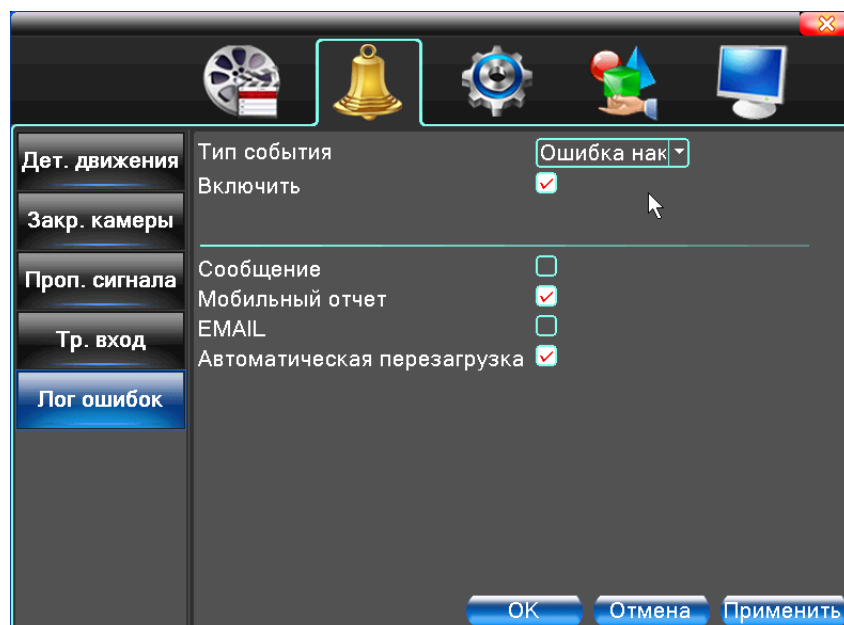 Дет. движения
Закр. камеры
Проп. сигнала
Тр. вход
Лог ошибок
Тип события Ошибка нак
Включить
Сообщение
Мобильный отчет
EMAIL
Автоматическая перезагрузка
OK Отмена Применить